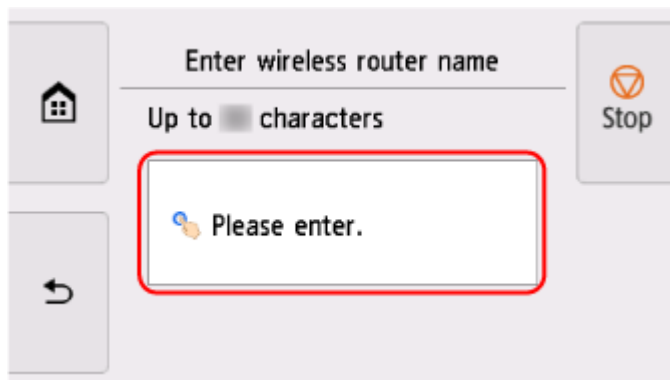 Enter wireless router name
Up to characters
Stop
Please enter.